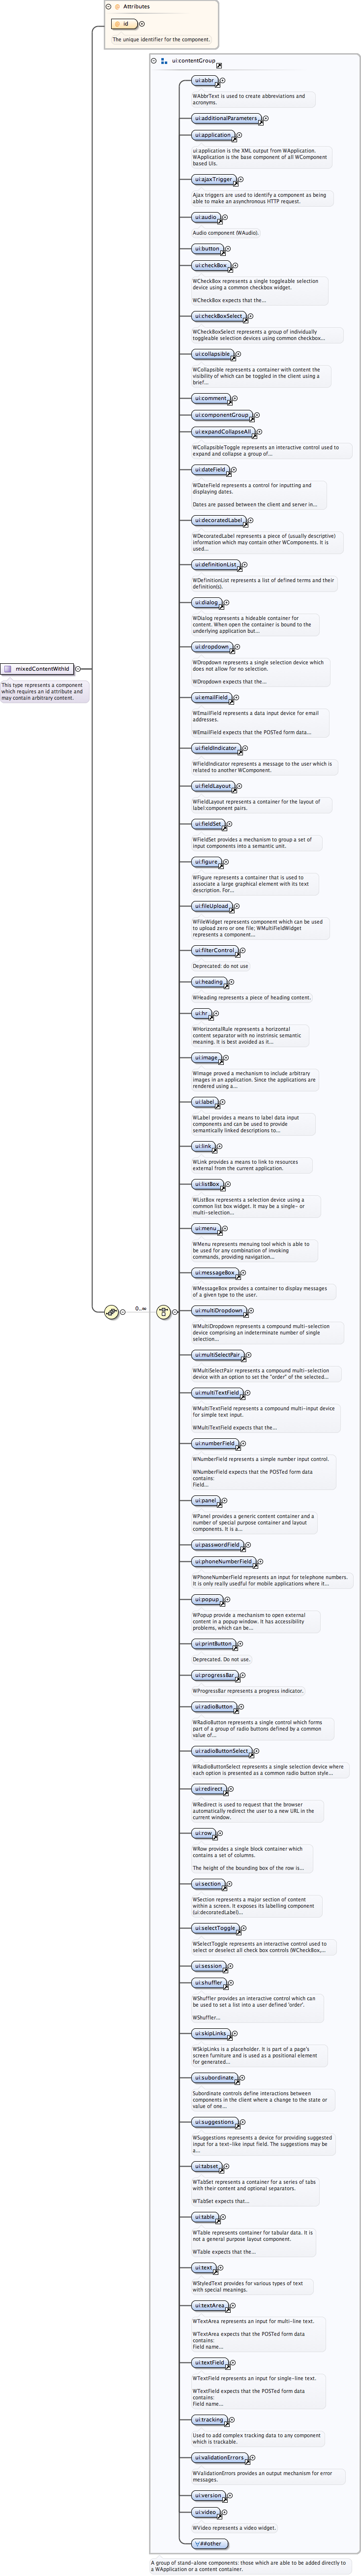 Attributes
id
The unique identifier for the component.
ui:contentGroup
ui:abbr
WAbbrText is used to create abbreviations and
acronyms.
ui:additionalParameters
ui:application
ui:application is the XML output from WApplication.
WApplication is the base component of all WComponent
based UIs.
ui:ajaxTrigger
Ajax triggers are used to identify a component as being
able to make an asynchronous HTTP request.
ui:audio
Audio component (WAudio).
ui:button
ui:checkBox
WCheckBox represents a single toggleable selection
device using a common checkbox widget.
WCheckBox expects that the...
ui:checkBoxSelect
WCheckBoxSelect represents a group of individually
toggleable selection devices using common checkbox...
ui:collapsible
WCollapsible represents a container with content the
visibility of which can be toggled in the client using a
brief...
ui:comment
ui:componentGroup
ui:expandCollapseAll
WCollapsibleToggle represents an interactive control used to
expand and collapse a group of...
ui:dateField
WDateField represents a control for inputing and
displaying dates.
Dates are passed between the client and server in...
ui:decoratedLabel
WDecoratedLabel represents a piece of (usually descriptive)
information which may contain other WComponents. It is
used...
ui:definitionList
WDefinitionList represents a list of defined terms and their
definition(s).
ui:dialog
WDialog represents a hideable container for
content. When open the container is bound to the
underlying application but...
ui:dropdown
WDropdown represents a single selection device which
does not allow for no selection.
WDropdown expects that the...
mixedContentWithId
This type represents a component
which requires an id attribute and
may contain arbitrary content.
ui:emailField
WEmailField represents a data input device for email
addresses.
WEmailField expects that the POSTed form data...
ui:fieldIndicator
WFieldIndicator represents a message to the user which is
related to another WComponent.
ui:fieldLayout
WFieldLayout represents a container for the layout of
label:component pairs.
ui:fieldSet
WFieldSet provides a mechanism to group a set of
input components into a semantic unit.
ui:figure
WFigure represents a container that is used to
associate a large graphical element with its text
description. For...
ui:fileUpload
WFileWidget represents component which can be used
to upload zero or one file; WMultiFileWidget
represents a component...
ui:filterControl
Deprecated: do not use
ui:heading
WHeading represents a piece of heading content.
ui:hr
WHorizontalRule represents a horizontal
content separator with no instrinsic semantic
meaning. It is best avoided as it...
ui:image
WImage proved a mechanism to include arbitrary
images in an application. Since the applications are
rendered using a...
ui:label
WLabel provides a means to label data input
components and can be used to provide
semantically linked descriptions to...
ui:link
WLink provides a means to link to resources
external from the current application.
ui:listBox
WListBox represents a selection device using a
common list box widget. It may be a single- or
multi-selection...
ui:menu
WMenu represents menuing tool which is able to
be used for any combination of invoking
commands, providing navigation...
ui:messageBox
WMessageBox provides a container to display messages
of a given type to the user.
0..∞
ui:multiDropdown
WMultiDropdown represents a compound multi-selection
device comprising an indeterminate number of single
selection...
ui:multiSelectPair
WMultiSelectPair represents a compound multi-selection
device with an option to set the "order" of the selected...
ui:multiTextField
WMultiTextField represents a compound multi-input device
for simple text input.
WMultiTextField expects that the...
ui:numberField
WNumberField represents a simple number input control.
WNumberField expects that the POSTed form data
contains:
Field...
ui:panel
WPanel provides a generic content container and a
number of special purpose container and layout
components. It is a...
ui:passwordField
ui:phoneNumberField
WPhoneNumberField represents an input for telephone numbers.
It is only really usedful for mobile applications where it...
ui:popup
WPopup provide a mechanism to open external
content in a popup window. It has accessibility
problems, which can be...
ui:printButton
Deprecated. Do not use.
ui:progressBar
WProgressBar represents a progress indicator.
ui:radioButton
WRadioButton represents a single control which forms
part of a group of radio buttons defined by a common
value of...
ui:radioButtonSelect
WRadioButtonSelect represents a single selection device where
each option is presented as a common radio button style...
ui:redirect
WRedirect is used to request that the browser
automatically redirect the user to a new URL in the
current window.
ui:row
WRow provides a single block container which
contains a set of columns.
The height of the bounding box of the row is...
ui:section
WSection represents a major section of content
within a screen. It exposes its labelling component
(ui:decoratedLabel)...
ui:selectToggle
WSelectToggle represents an interactive control used to
select or deselect all check box controls (WCheckBox,...
ui:session
ui:shuffler
WShuffler provides an interactive control which can
be used to set a list into a user defined 'order'.
WShuffler...
ui:skipLinks
WSkipLinks is a placeholder. It is part of a page's
screen furniture and is used as a positional element
for generated...
ui:subordinate
Subordinate controls define interactions between
components in the client where a change to the state or
value of one...
ui:suggestions
WSuggestions represents a device for providing suggested
input for a text-like input field. The suggestions may be
a...
ui:tabset
WTabSet represents a container for a series of tabs
with their content and optional separators.
WTabSet expects that...
ui:table
WTable represents container for tabular data. It is
not a general purpose layout component.
WTable expects that the...
ui:text
WStyledText provides for various types of text
with special meanings.
ui:textArea
WTextArea represents an input for multi-line text.
WTextArea expects that the POSTed form data
contains:
Field name...
ui:textField
WTextField represents an input for single-line text.
WTextField expects that the POSTed form data
contains:
Field name...
ui:tracking
Used to add complex tracking data to any component
which is trackable.
ui:validationErrors
WValidationErrors provides an output mechanism for error
messages.
ui:version
ui:video
WVideo represents a video widget.
##other
A group of stand-alone components: those which are able to be added directly to
a WApplication or a content container.